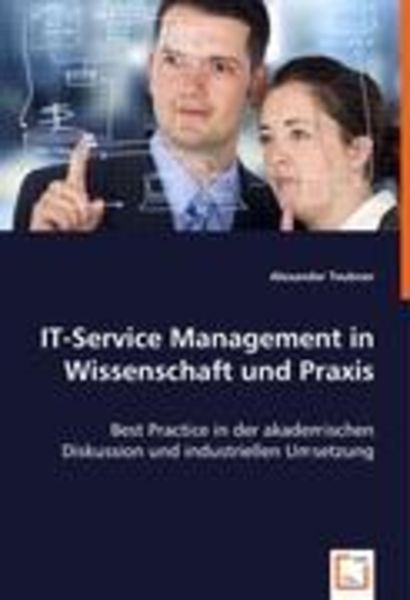 Alexander Teubner
IT-Service Management in
Wissenschaft und Praxis
Best Practice in der akademischen
Diskussion und industriellen Umsetzung